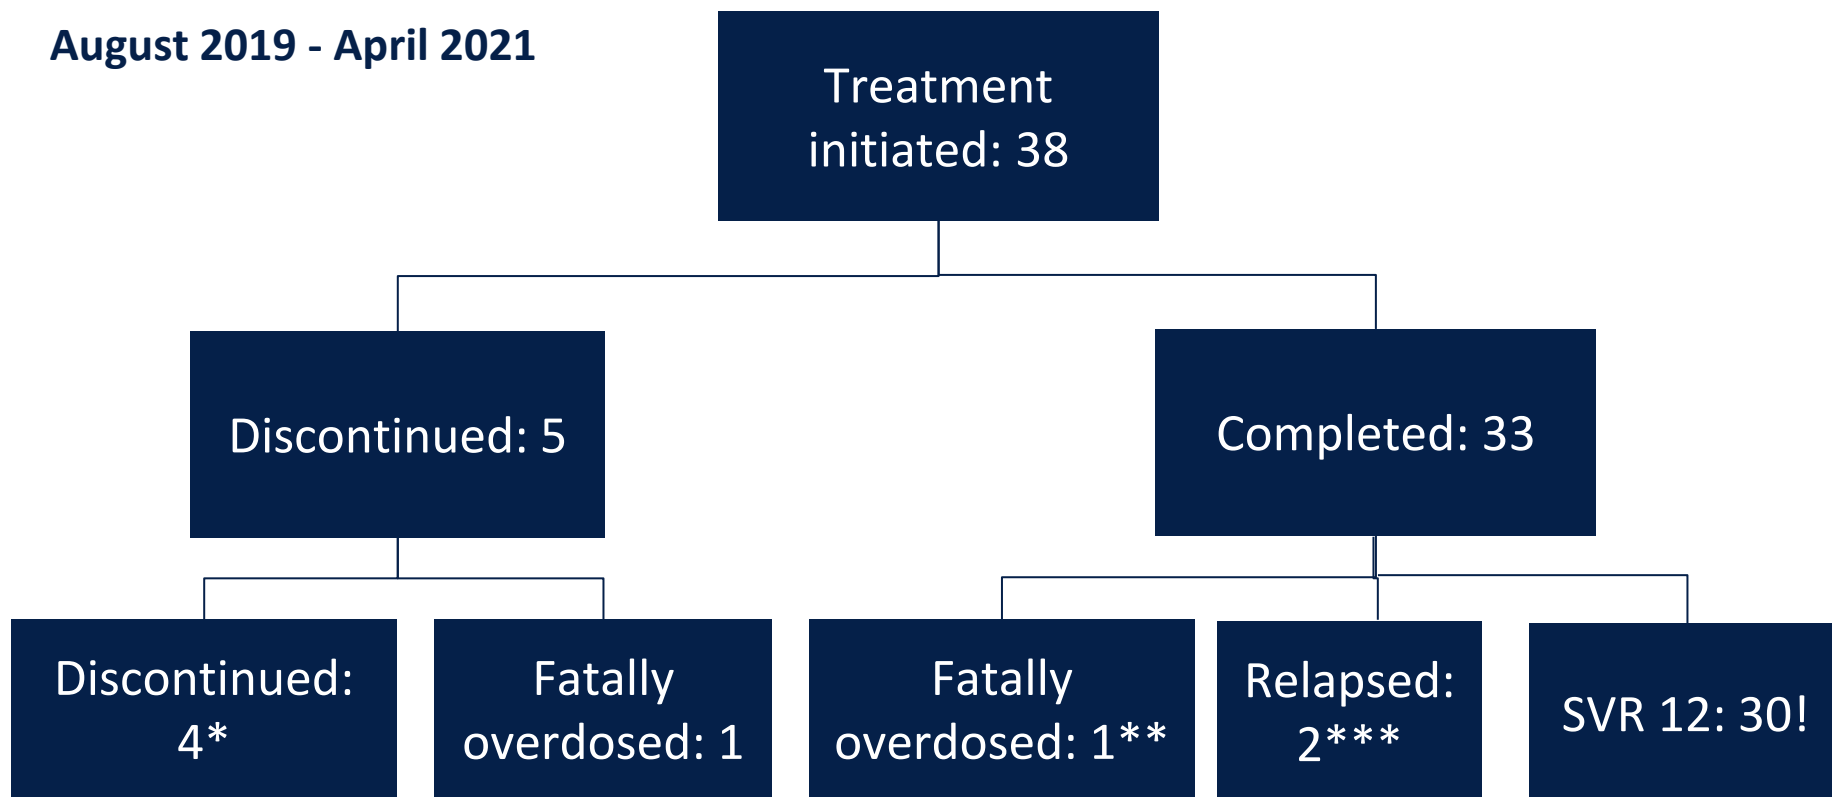 August 2019 - April 2021
Treatment
initiated: 38
Discontinued: 5
Completed: 33
Discontinued:
4*
Fatally
overdosed: 1
Fatally
overdosed: 1**
Relapsed:
2***
SVR 12: 30!